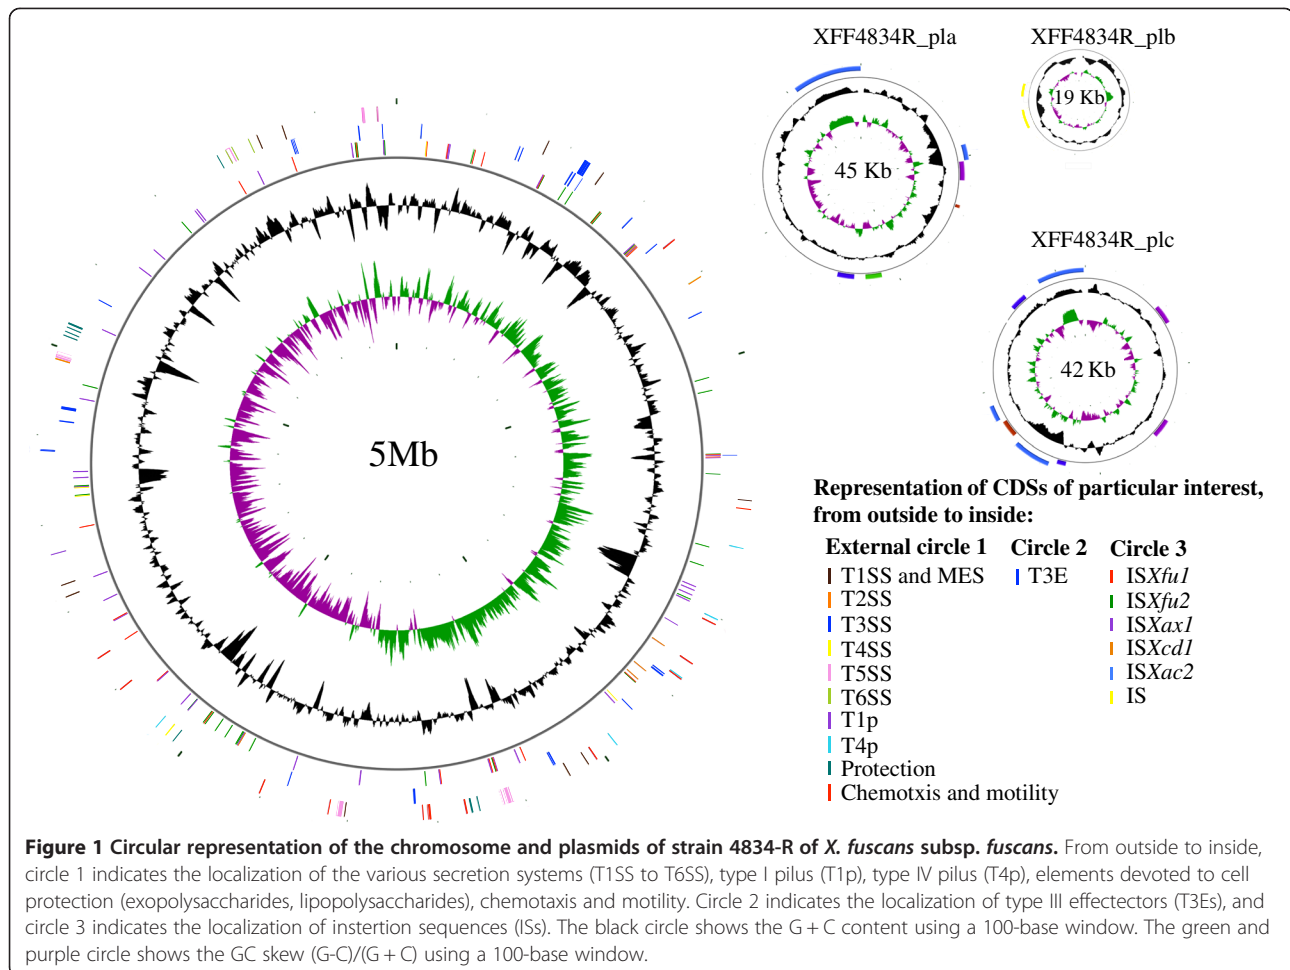 XFF4834R_pla
XFF4834R_plb
19 Kb
45 Kb
XFF4834R_plc
42 Kb
5Mb
Representation of CDSs of particular interest,
from outside to inside:
External circle 1
T1SS and MES
T2SS
T3SS
T4SS
T5SS
T6SS
T1p
T4p
Protection
Chemotxis and motility
Circle 2
T3E
Circle 3
ISXfu1
ISXfu2
ISXax1
ISXcd1
ISXac2
IS
Figure 1 Circular representation of the chromosome and plasmids of strain 4834-R of X. fuscans subsp. fuscans. From outside to inside,
circle 1 indicates the localization of the various secretion systems (T1SS to T6SS), type I pilus (T1p), type IV pilus (T4p), elements devoted to cell
protection (exopolysaccharides, lipopolysaccharides), chemotaxis and motility. Circle 2 indicates the localization of type III effectectors (T3Es), and
circle 3 indicates the localization of instertion sequences (ISs). The black circle shows the G + C content using a 100-base window. The green and
purple circle shows the GC skew (G-C)/(G + C) using a 100-base window.